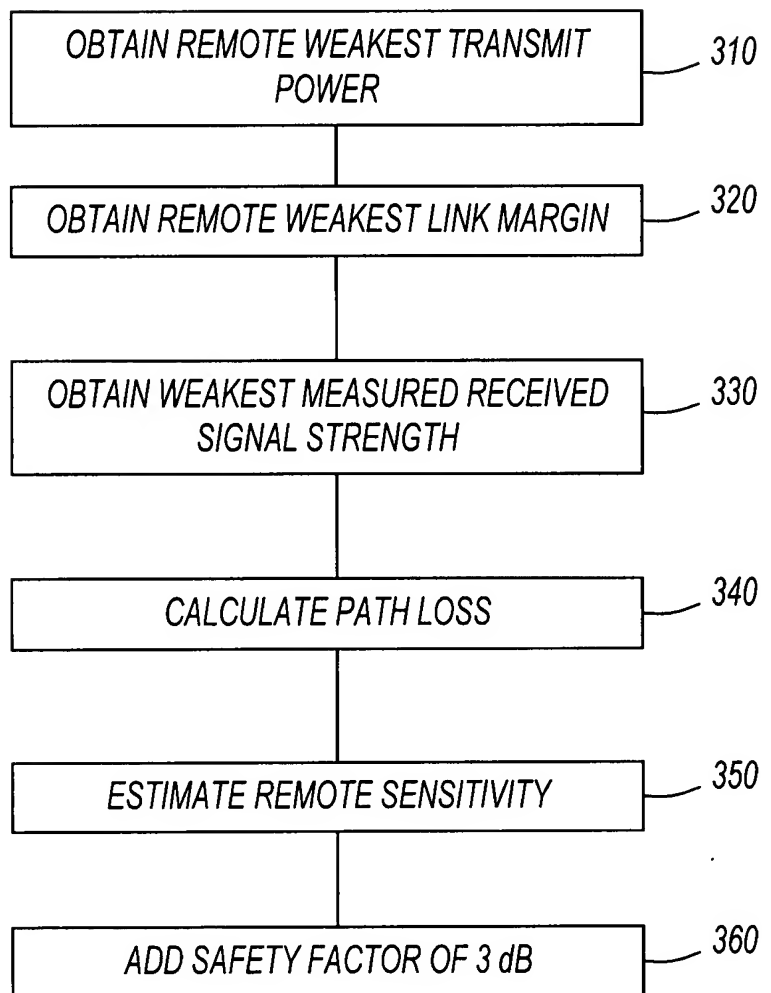 OBTAIN REMOTE WEAKEST TRANSMIT
POWER
310
OBTAIN REMOTE WEAKEST LINK MARGIN
320
OBTAIN WEAKEST MEASURED RECEIVED
SIGNAL STRENGTH
330
CALCULATE PATH LOSS
340
ESTIMATE REMOTE SENSITIVITY
350
ADD SAFETY FACTOR OF 3 dB
360